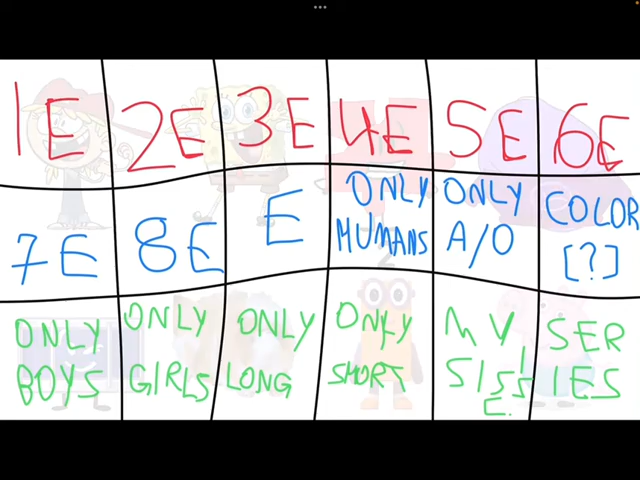 1E 2E 3E 4E 5E 6E
7E 8E E ONLY HUMANS ONLY A/O COLOR [?]
ONLY BOYS ONLY GIRLS ONLY LONG ONLY SHORT SERIES